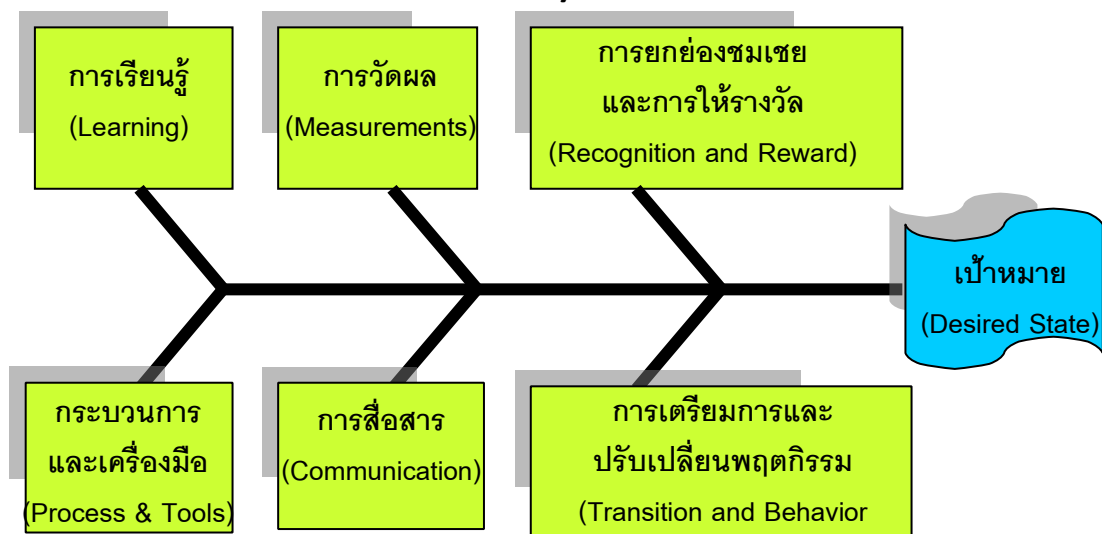 การเรียนรู้
(Learning)
การวัดผล
(Measurements)
การยกย่องชมเชย
และการให้รางวัล
(Recognition and Reward)
เป้าหมาย
(Desired State)
กระบวนการ
และเครื่องมือ
(Process & Tools)
การสื่อสาร
(Communication)
การเตรียมการและ
ปรับเปลี่ยนพฤติกรรม
(Transition and Behavior